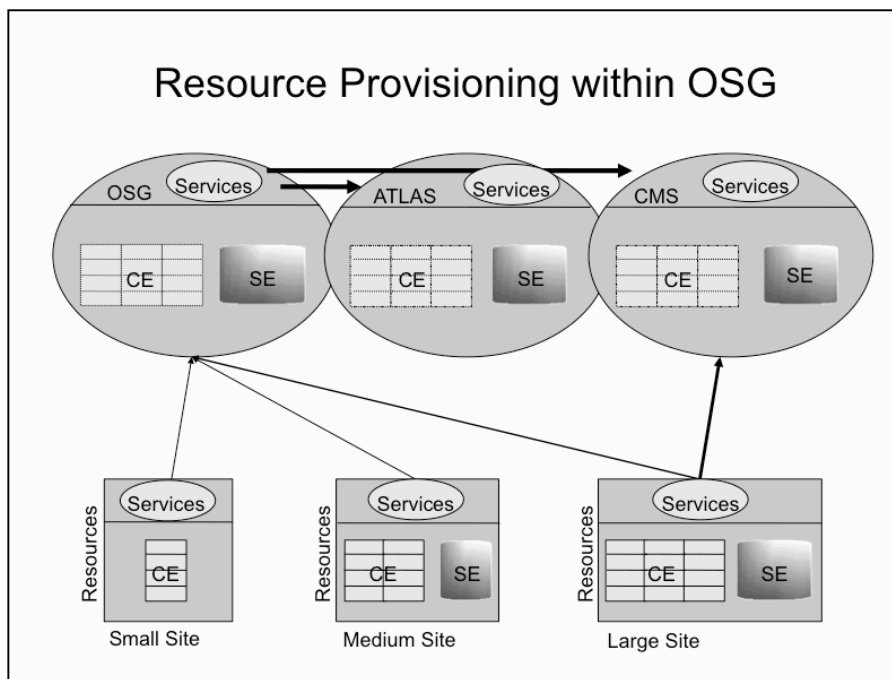 Resource Provisioning within OSG
OSG
Services
ATLAS
Services
CMS
Services
CE
SE
CE
SE
CE
SE
Resources
Services
CE
Small Site
Resources
Services
CE
SE
Medium Site
Resources
Services
CE
SE
Large Site